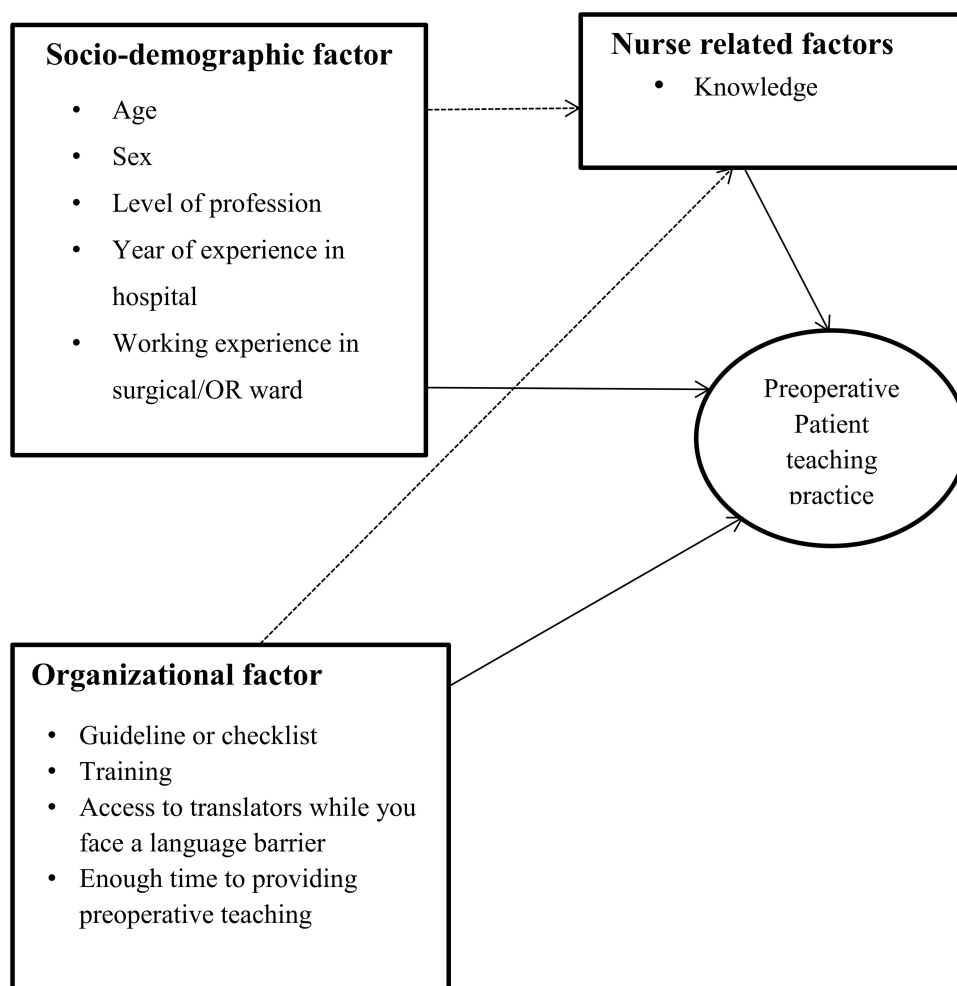 Socio-demographic factor
• Age
• Sex
• Level of profession
• Year of experience in
hospital
• Working experience in
surgical/OR ward
Nurse related factors
• Knowledge
Preoperative
Patient
teaching
practice
Organizational factor
• Guideline or checklist
• Training
• Access to translators while you
face a language barrier
• Enough time to providing
preoperative teaching